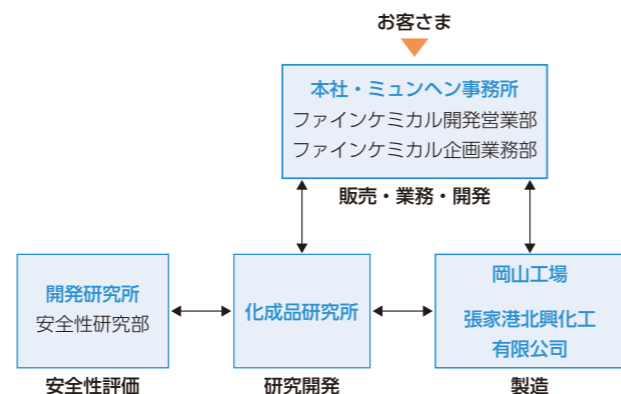 お客さま
本社・ミュンヘン事務所
ファインケミカル開発営業部
ファインケミカル企画業務部
販売・業務・開発
開発研究所
安全性研究部
安全性評価
化成品研究所
研究開発
岡山工場
張家港北興化工
有限公司
製造